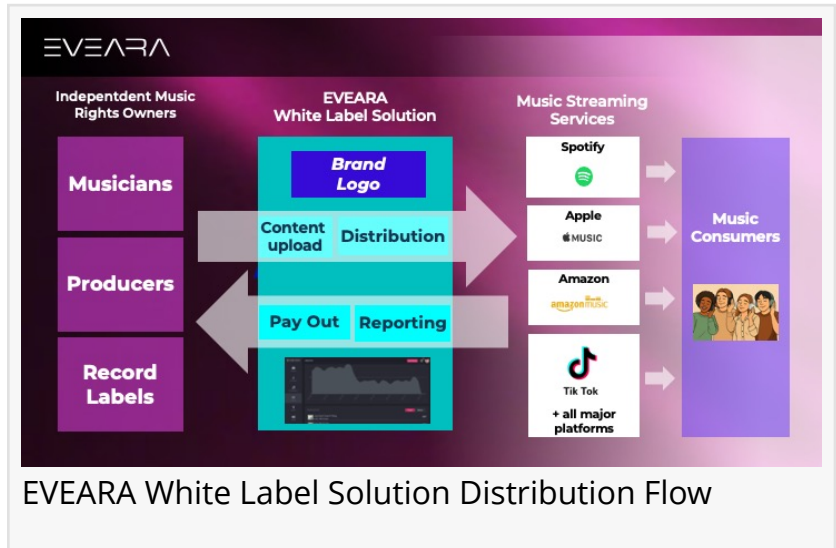 EVEARA
Indepentdent Music
Rights Owners
EVEARA
White Label Solution
Music Streaming
Services
Musicians
Producers
Record
Labels
Brand
Logo
Content
upload
Distribution
Pay Out
Reporting
Spotify
Apple
MUSIC
Amazon
amazon music
Tik Tok
+ all major
platforms
Music
Consumers
EVEARA White Label Solution Distribution Flow